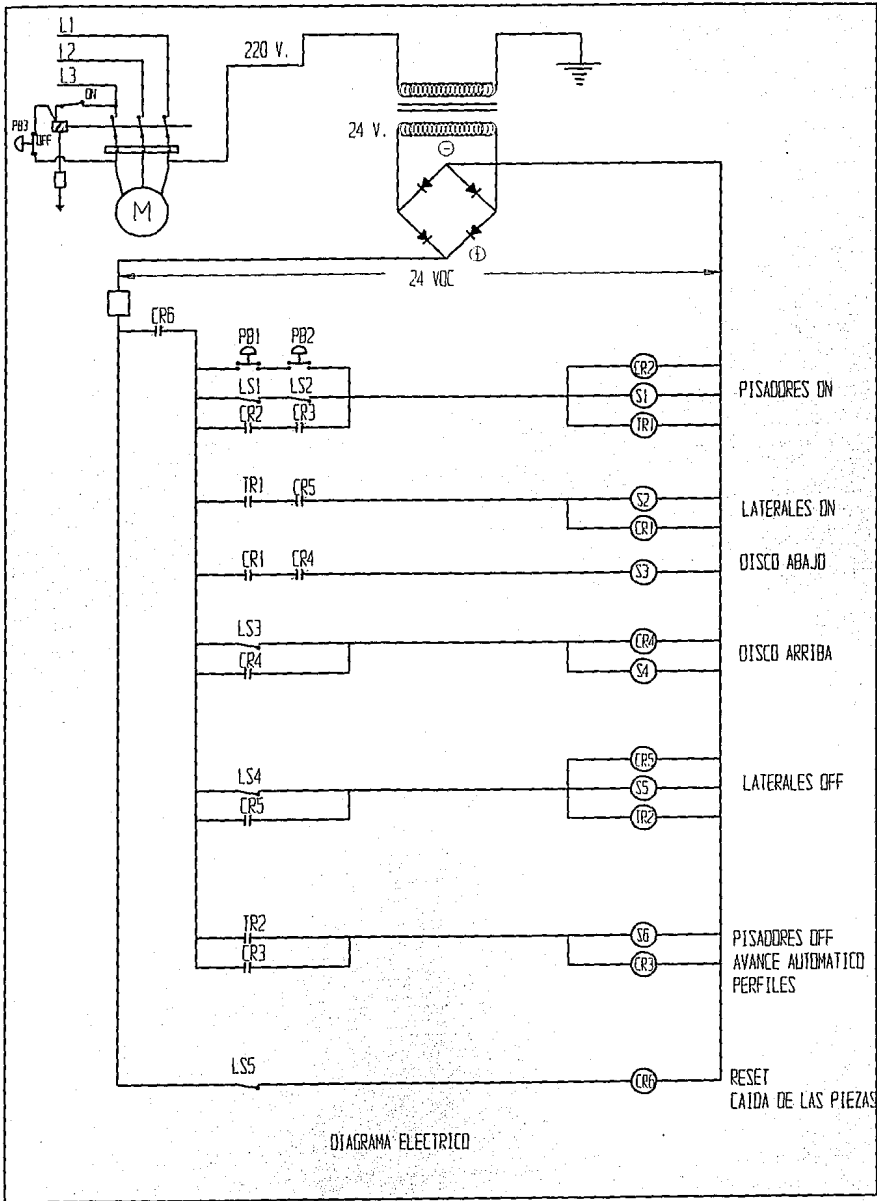 L1
L2
L3
ON
PB3
OFF
M
220 V.
24 V.
24 VDC
CR6
PB1 PB2
LS1 LS2
CR2 CR3
CR2
S1
TR1
PISADORES ON
TR1 CR5
S2
CR1
LATERALES ON
CR1 CR4
S3
DISCO ABAJO
LS3
CR4
CR4
S4
DISCO ARRIBA
LS4
CR5
CR5
S5
TR2
LATERALES OFF
TR2
CR3
S6
CR3
PISADORES OFF
AVANCE AUTOMATICO
PERFILES
LS5
CR6
RESET
CAIDA DE LAS PIEZAS
DIAGRAMA ELECTRICO